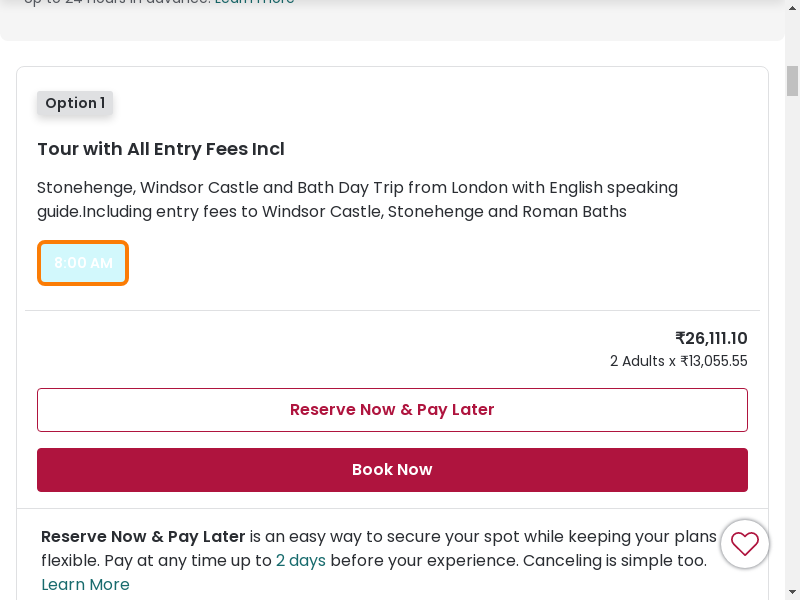 up to 24 hours in advance. Learn more
Option 1
Tour with All Entry Fees Incl
Stonehenge, Windsor Castle and Bath Day Trip from London with English speaking
guide.Including entry fees to Windsor Castle, Stonehenge and Roman Baths
8:00 AM
₹26,111.10
2 Adults x ₹13,055.55
Reserve Now & Pay Later
Book Now
Reserve Now & Pay Later is an easy way to secure your spot while keeping your plans
flexible. Pay at any time up to 2 days before your experience. Canceling is simple too.
Learn More